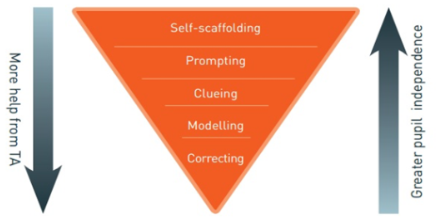 Self-scaffolding
Prompting
Clueing
Modelling
Correcting
More help from TA
Greater pupil independence